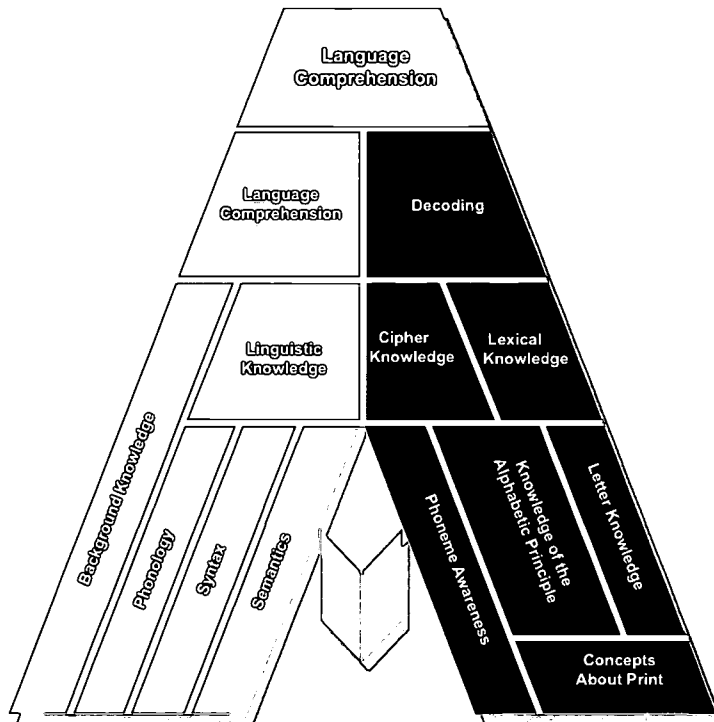 Language
Comprehension
Language
Comprehension
Decoding
Linguistic
Knowledge
Cipher
Knowledge
Lexical
Knowledge
Background Knowledge
Phonology
Syntax
Semantics
Phoneme Awareness
Knowledge of the
Alphabetic Principle
Letter Knowledge
Concepts
About Print